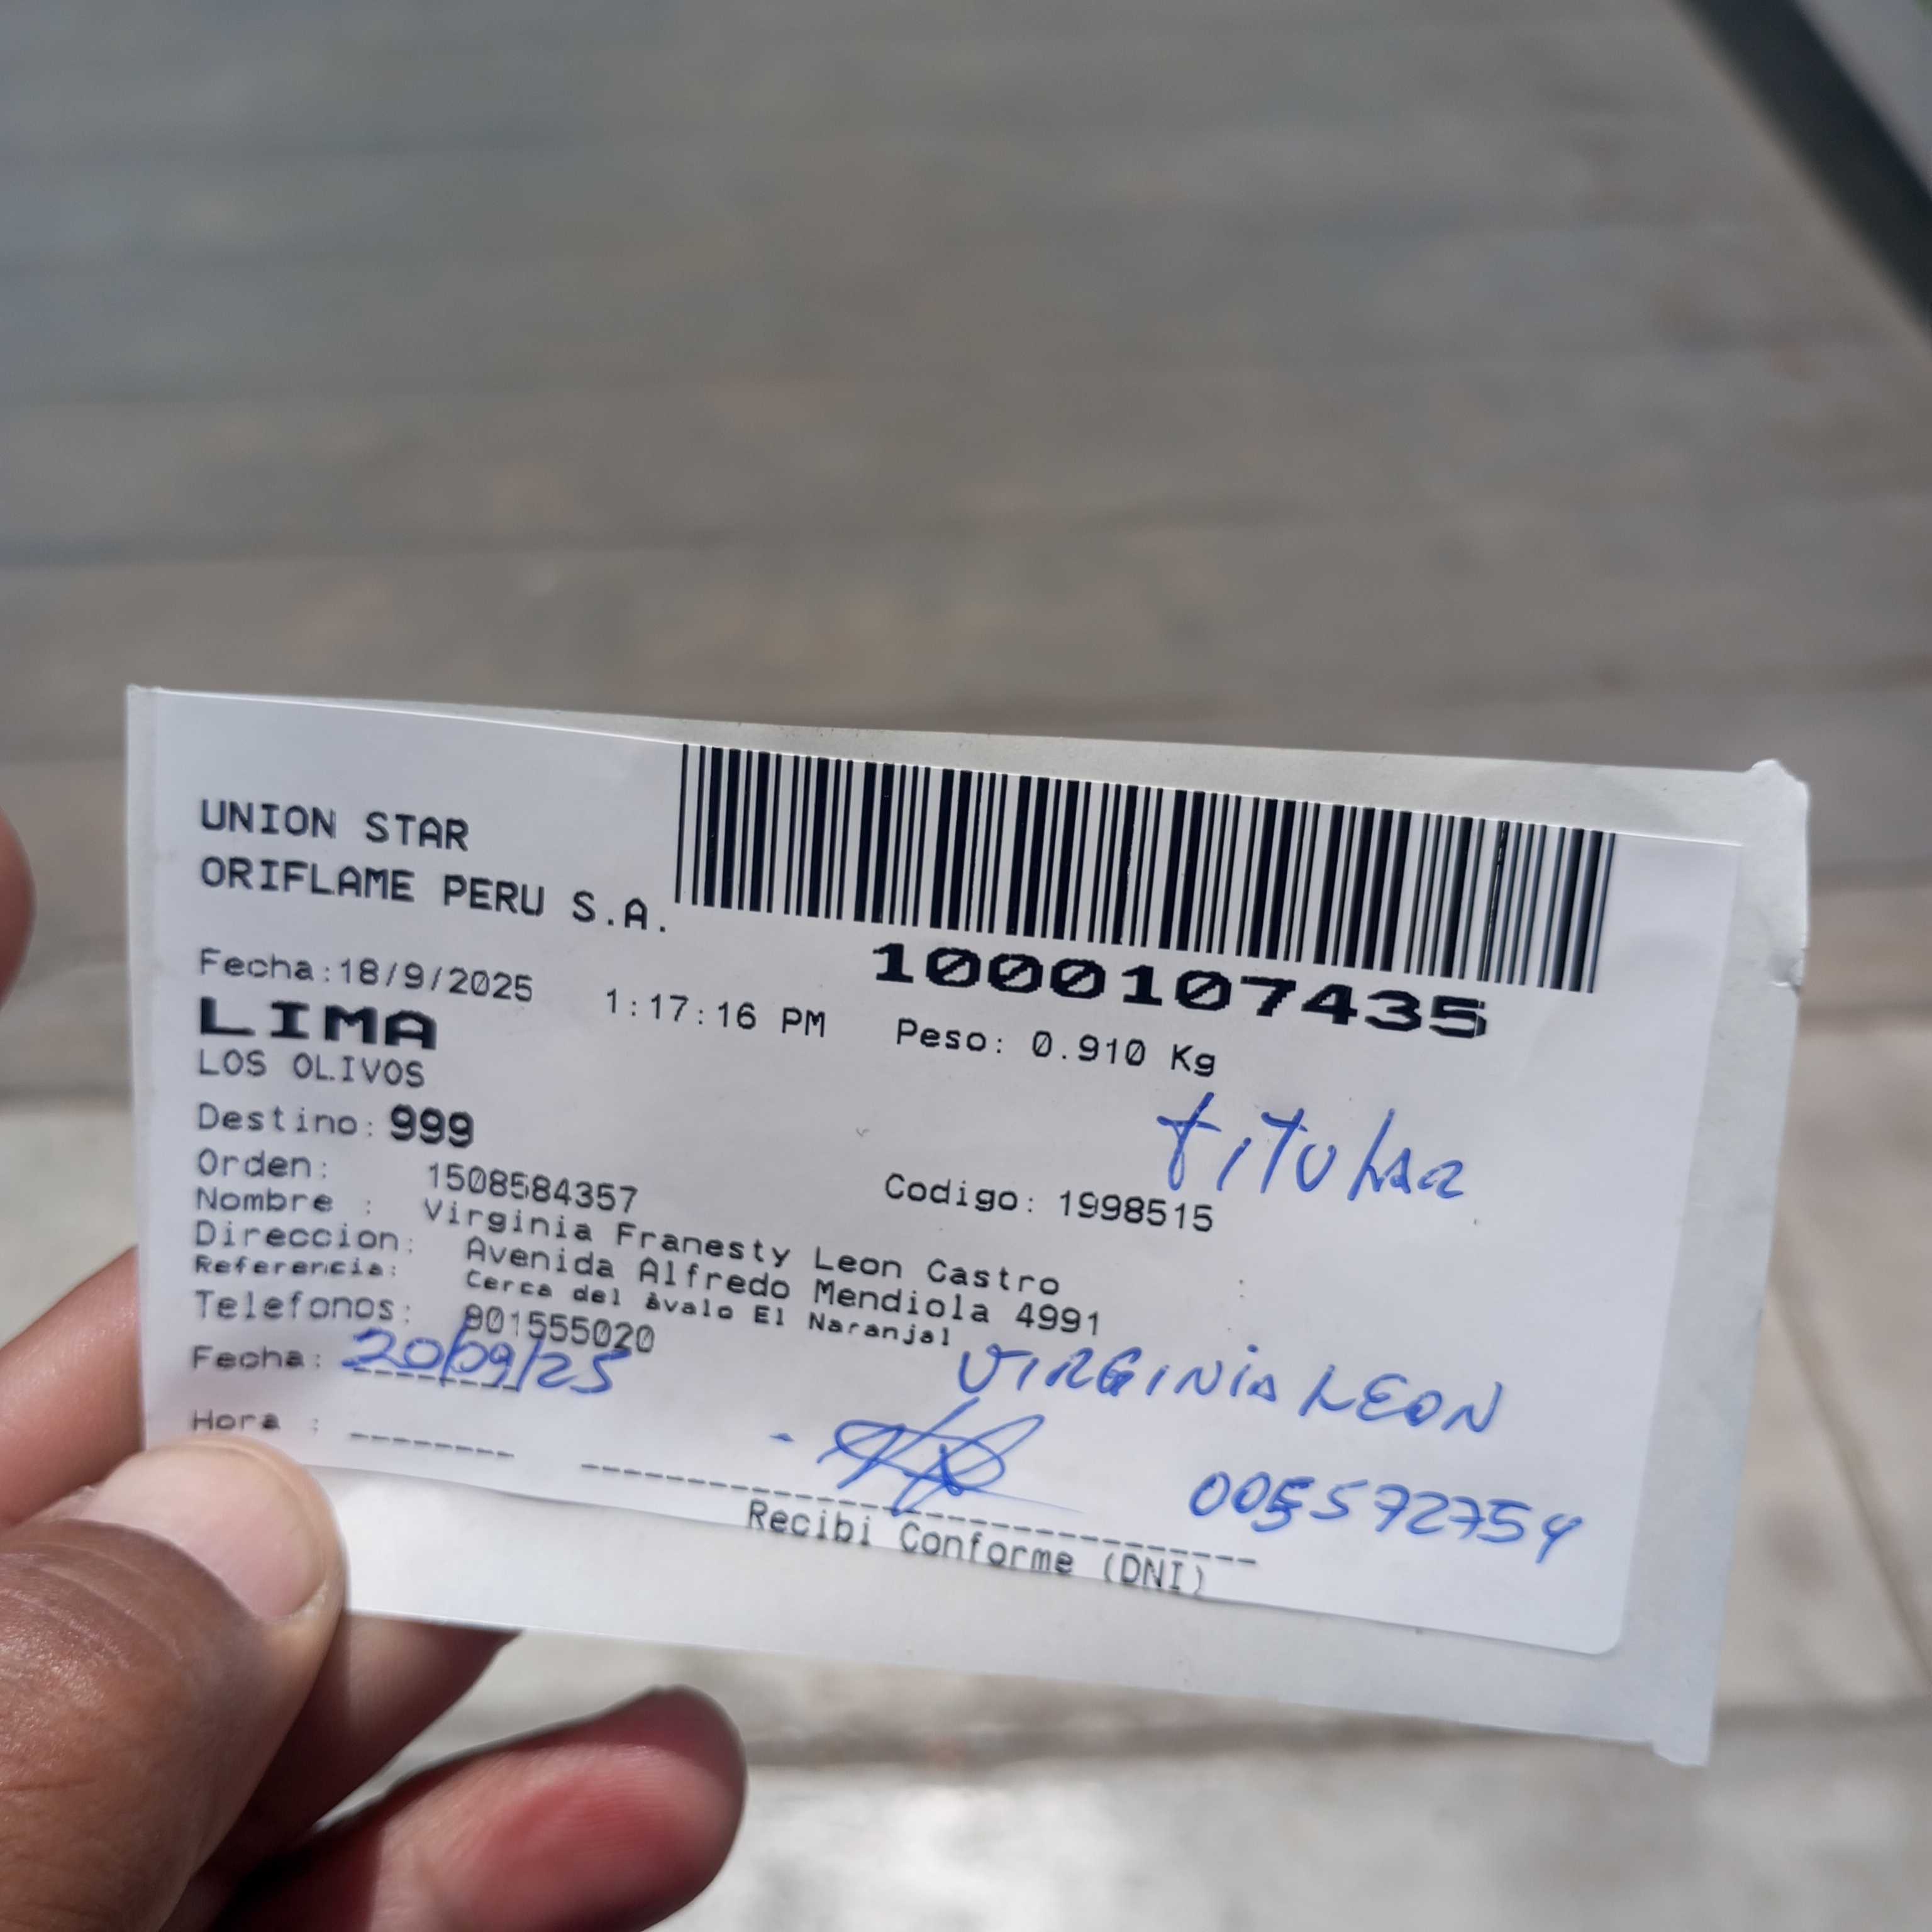 UNION STAR
ORIFLAME PERU S.A.
1000107435
Fecha:18/9/2025 1:17:16 PM Peso: 0.910 Kg
LIMA
LOS OLIVOS
titular
Destino: 999
Orden: 1508584357 Codigo: 1998515
Nombre : Virginia Franesty Leon Castro
Direccion: Avenida Alfredo Mendiola 4991
Referencia: Cerca del òvalo El Naranjal
Telefonos: 901555020
Fecha: 20/09/25 VIRGINIA LEON
Hora :
005572754
Recibi Conforme (DNI)